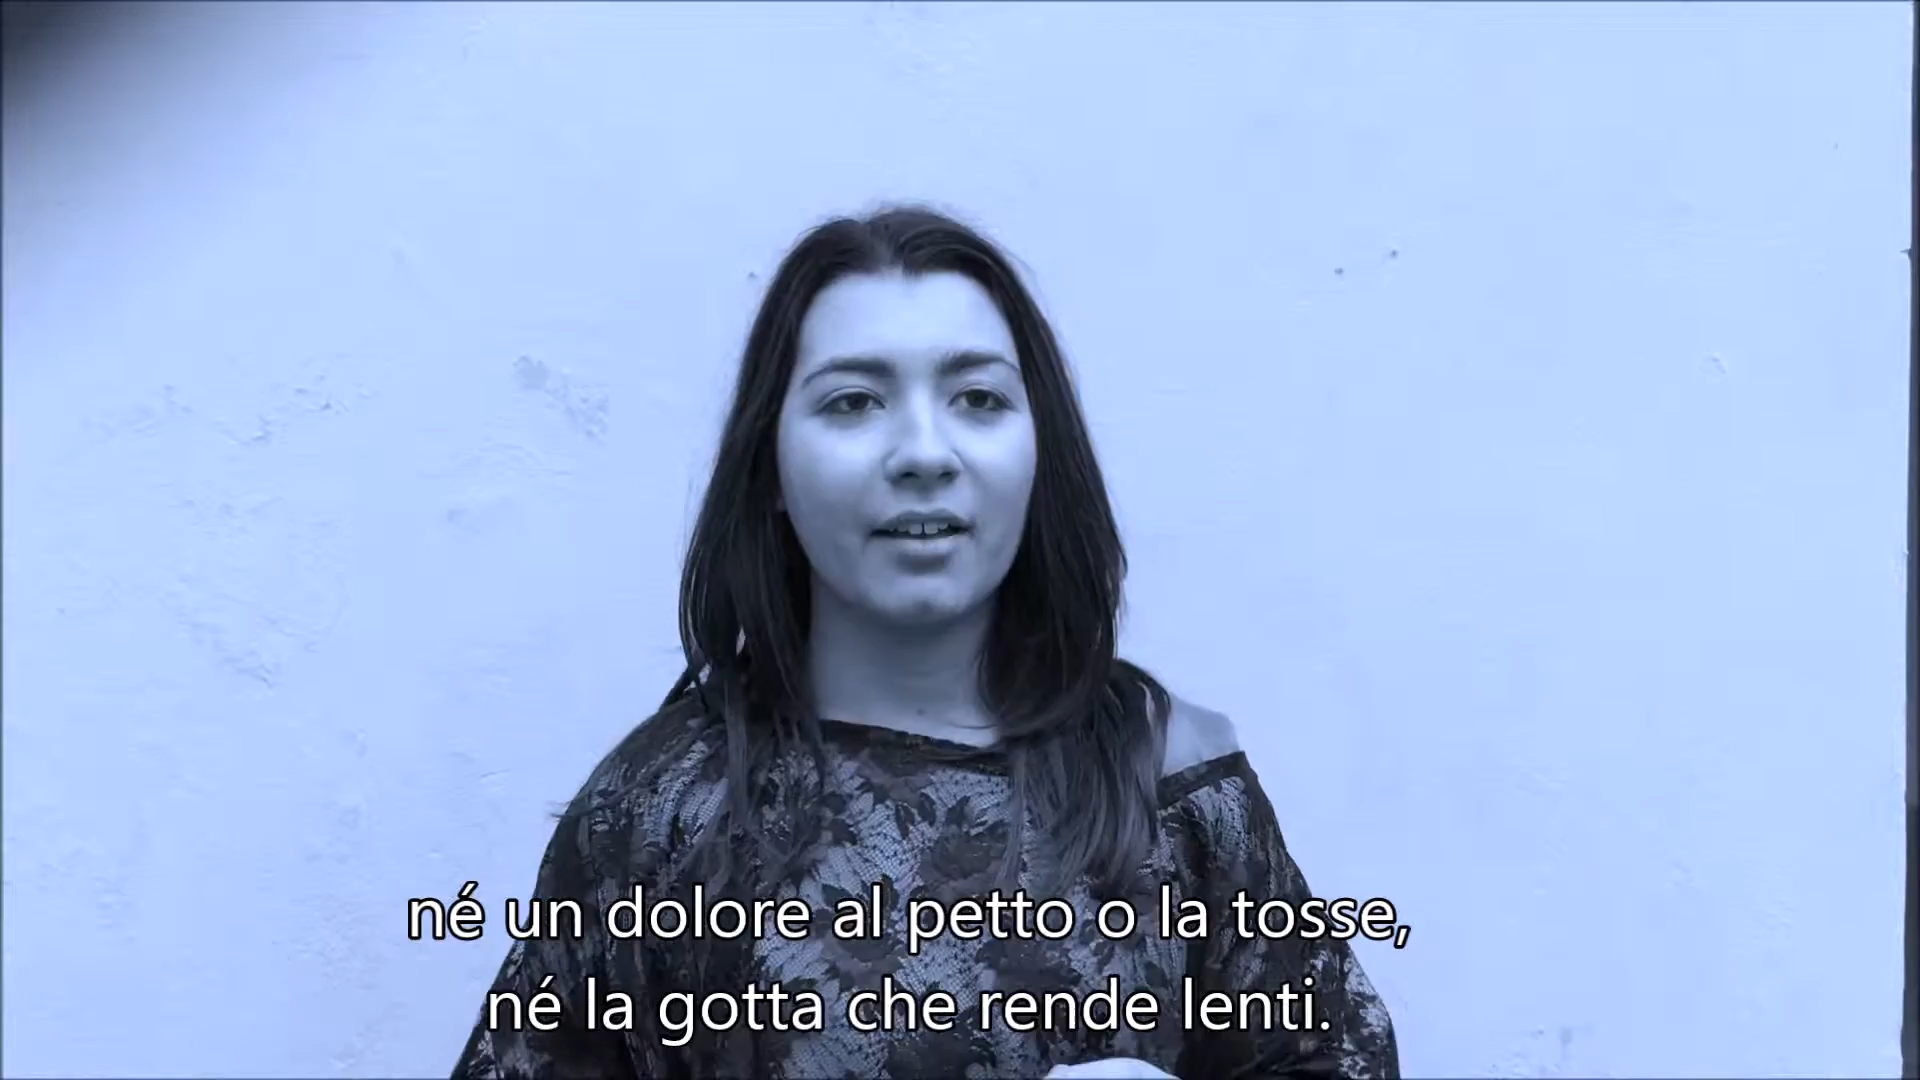 né un dolore al petto o la tosse,
né la gotta che rende lenti.